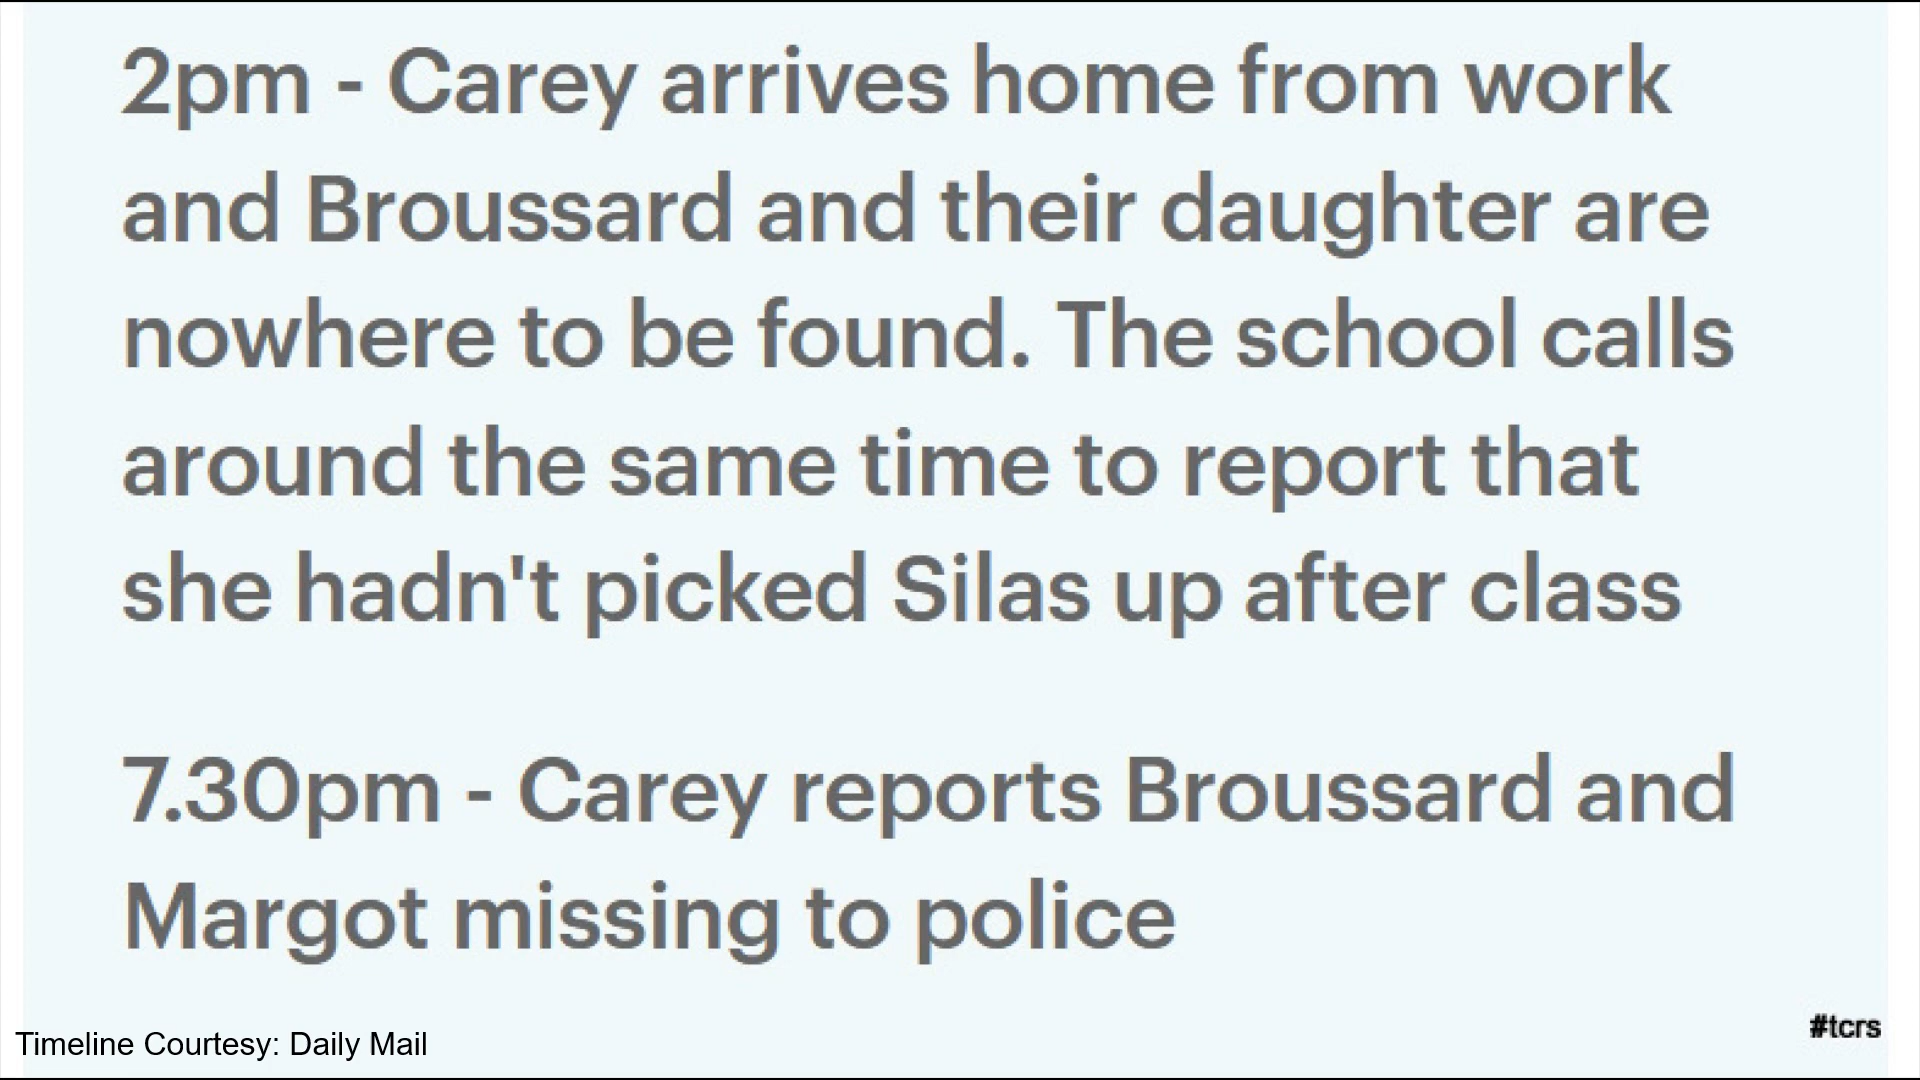 2pm - Carey arrives home from work
and Broussard and their daughter are
nowhere to be found. The school calls
around the same time to report that
she hadn't picked Silas up after class
7.30pm - Carey reports Broussard and
Margot missing to police
#tcrs
Timeline Courtesy: Daily Mail